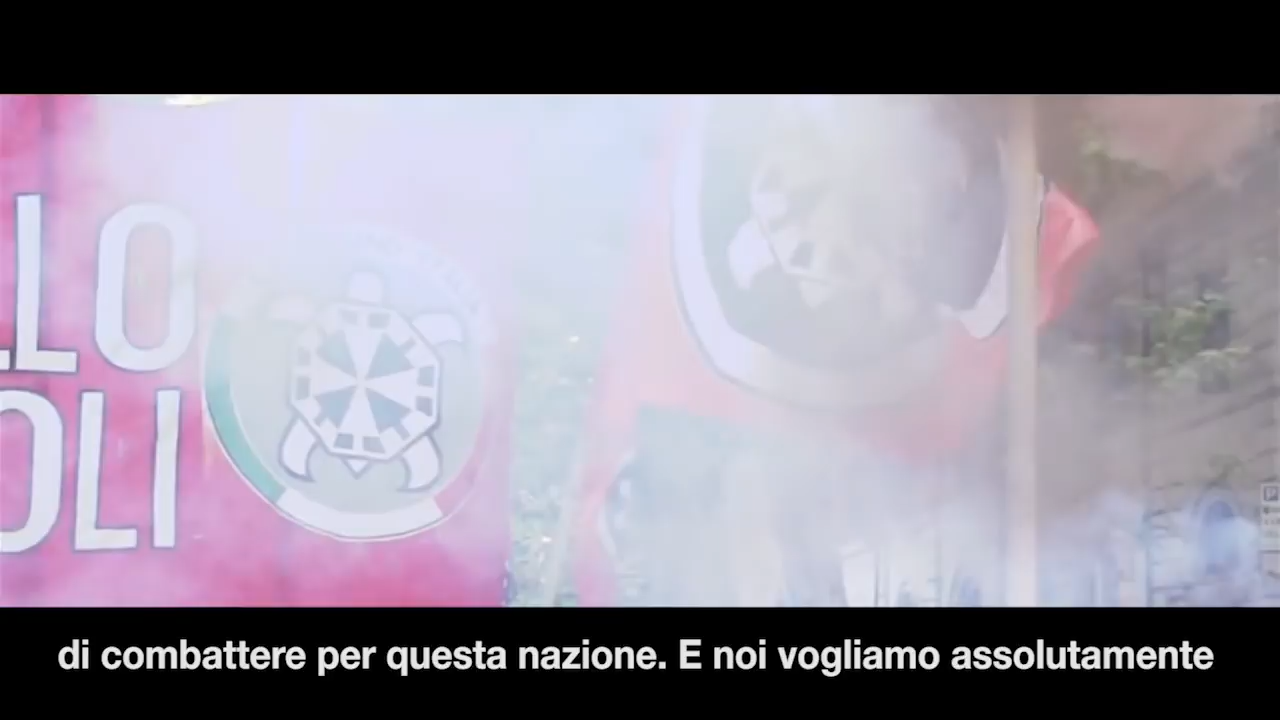 LLO
OLI
di combattere per questa nazione. E noi vogliamo assolutamente